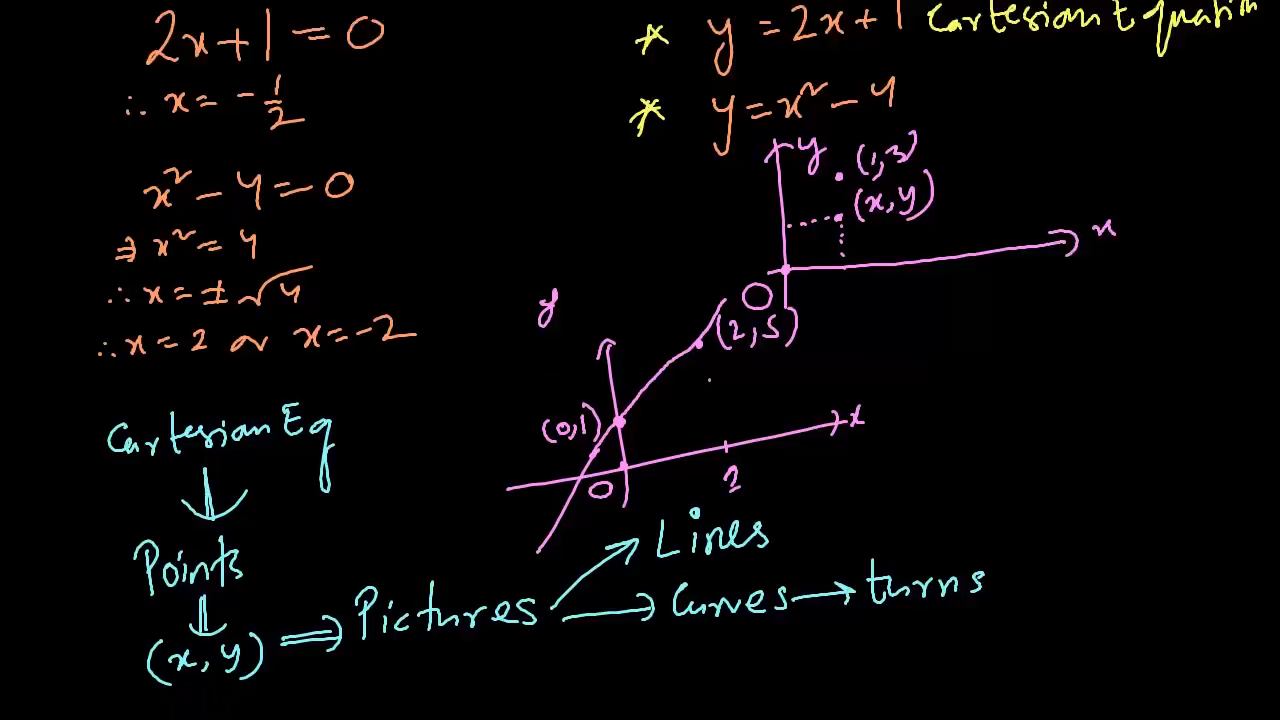 2x+1=0
∴ x = -1/2
x² - 4 = 0
⇒ x² = 4
∴ x = ± √4
∴ x = 2 or x = -2
* y = 2x+1 Cartesian Equation
* y = x² - 4
y
(1,3)
(x,y)
x
O
y
(2,5)
(0,1)
x
O
2
Cartesian Eq
Points
(x,y) ⇒ Pictures → Lines
→ Curves → turns